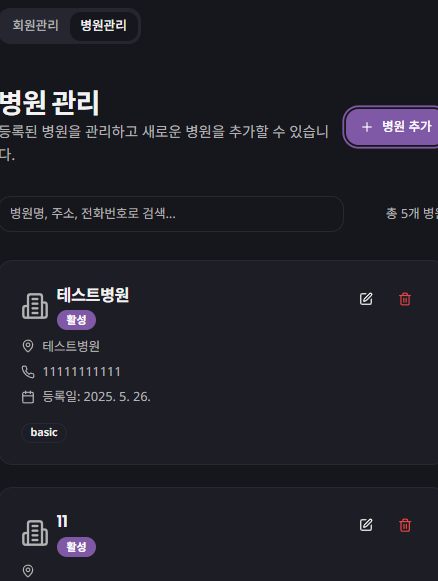 회원관리 병원관리
병원 관리
등록된 병원을 관리하고 새로운 병원을 추가할 수 있습니
다.
+ 병원 추가
병원명, 주소, 전화번호로 검색...
총 5개 병원
테스트병원
활성
테스트병원
11111111111
등록일: 2025. 5. 26.
basic
11
활성